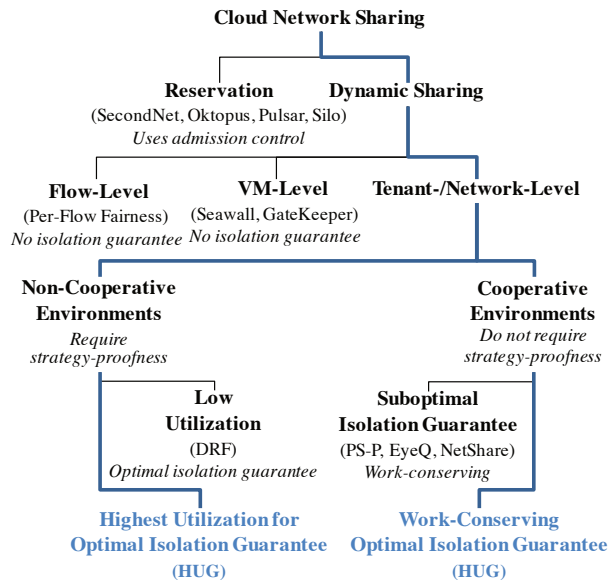 Cloud Network Sharing
Reservation
(SecondNet, Oktopus, Pulsar, Silo)
Uses admission control
Dynamic Sharing
Flow-Level
(Per-Flow Fairness)
No isolation guarantee
VM-Level
(Seawall, GateKeeper)
No isolation guarantee
Tenant-/Network-Level
Non-Cooperative
Environments
Require
strategy-proofness
Cooperative
Environments
Do not require
strategy-proofness
Low
Utilization
(DRF)
Optimal isolation guarantee
Suboptimal
Isolation Guarantee
(PS-P, EyeQ, NetShare)
Work-conserving
Highest Utilization for
Optimal Isolation Guarantee
(HUG)
Work-Conserving
Optimal Isolation Guarantee
(HUG)